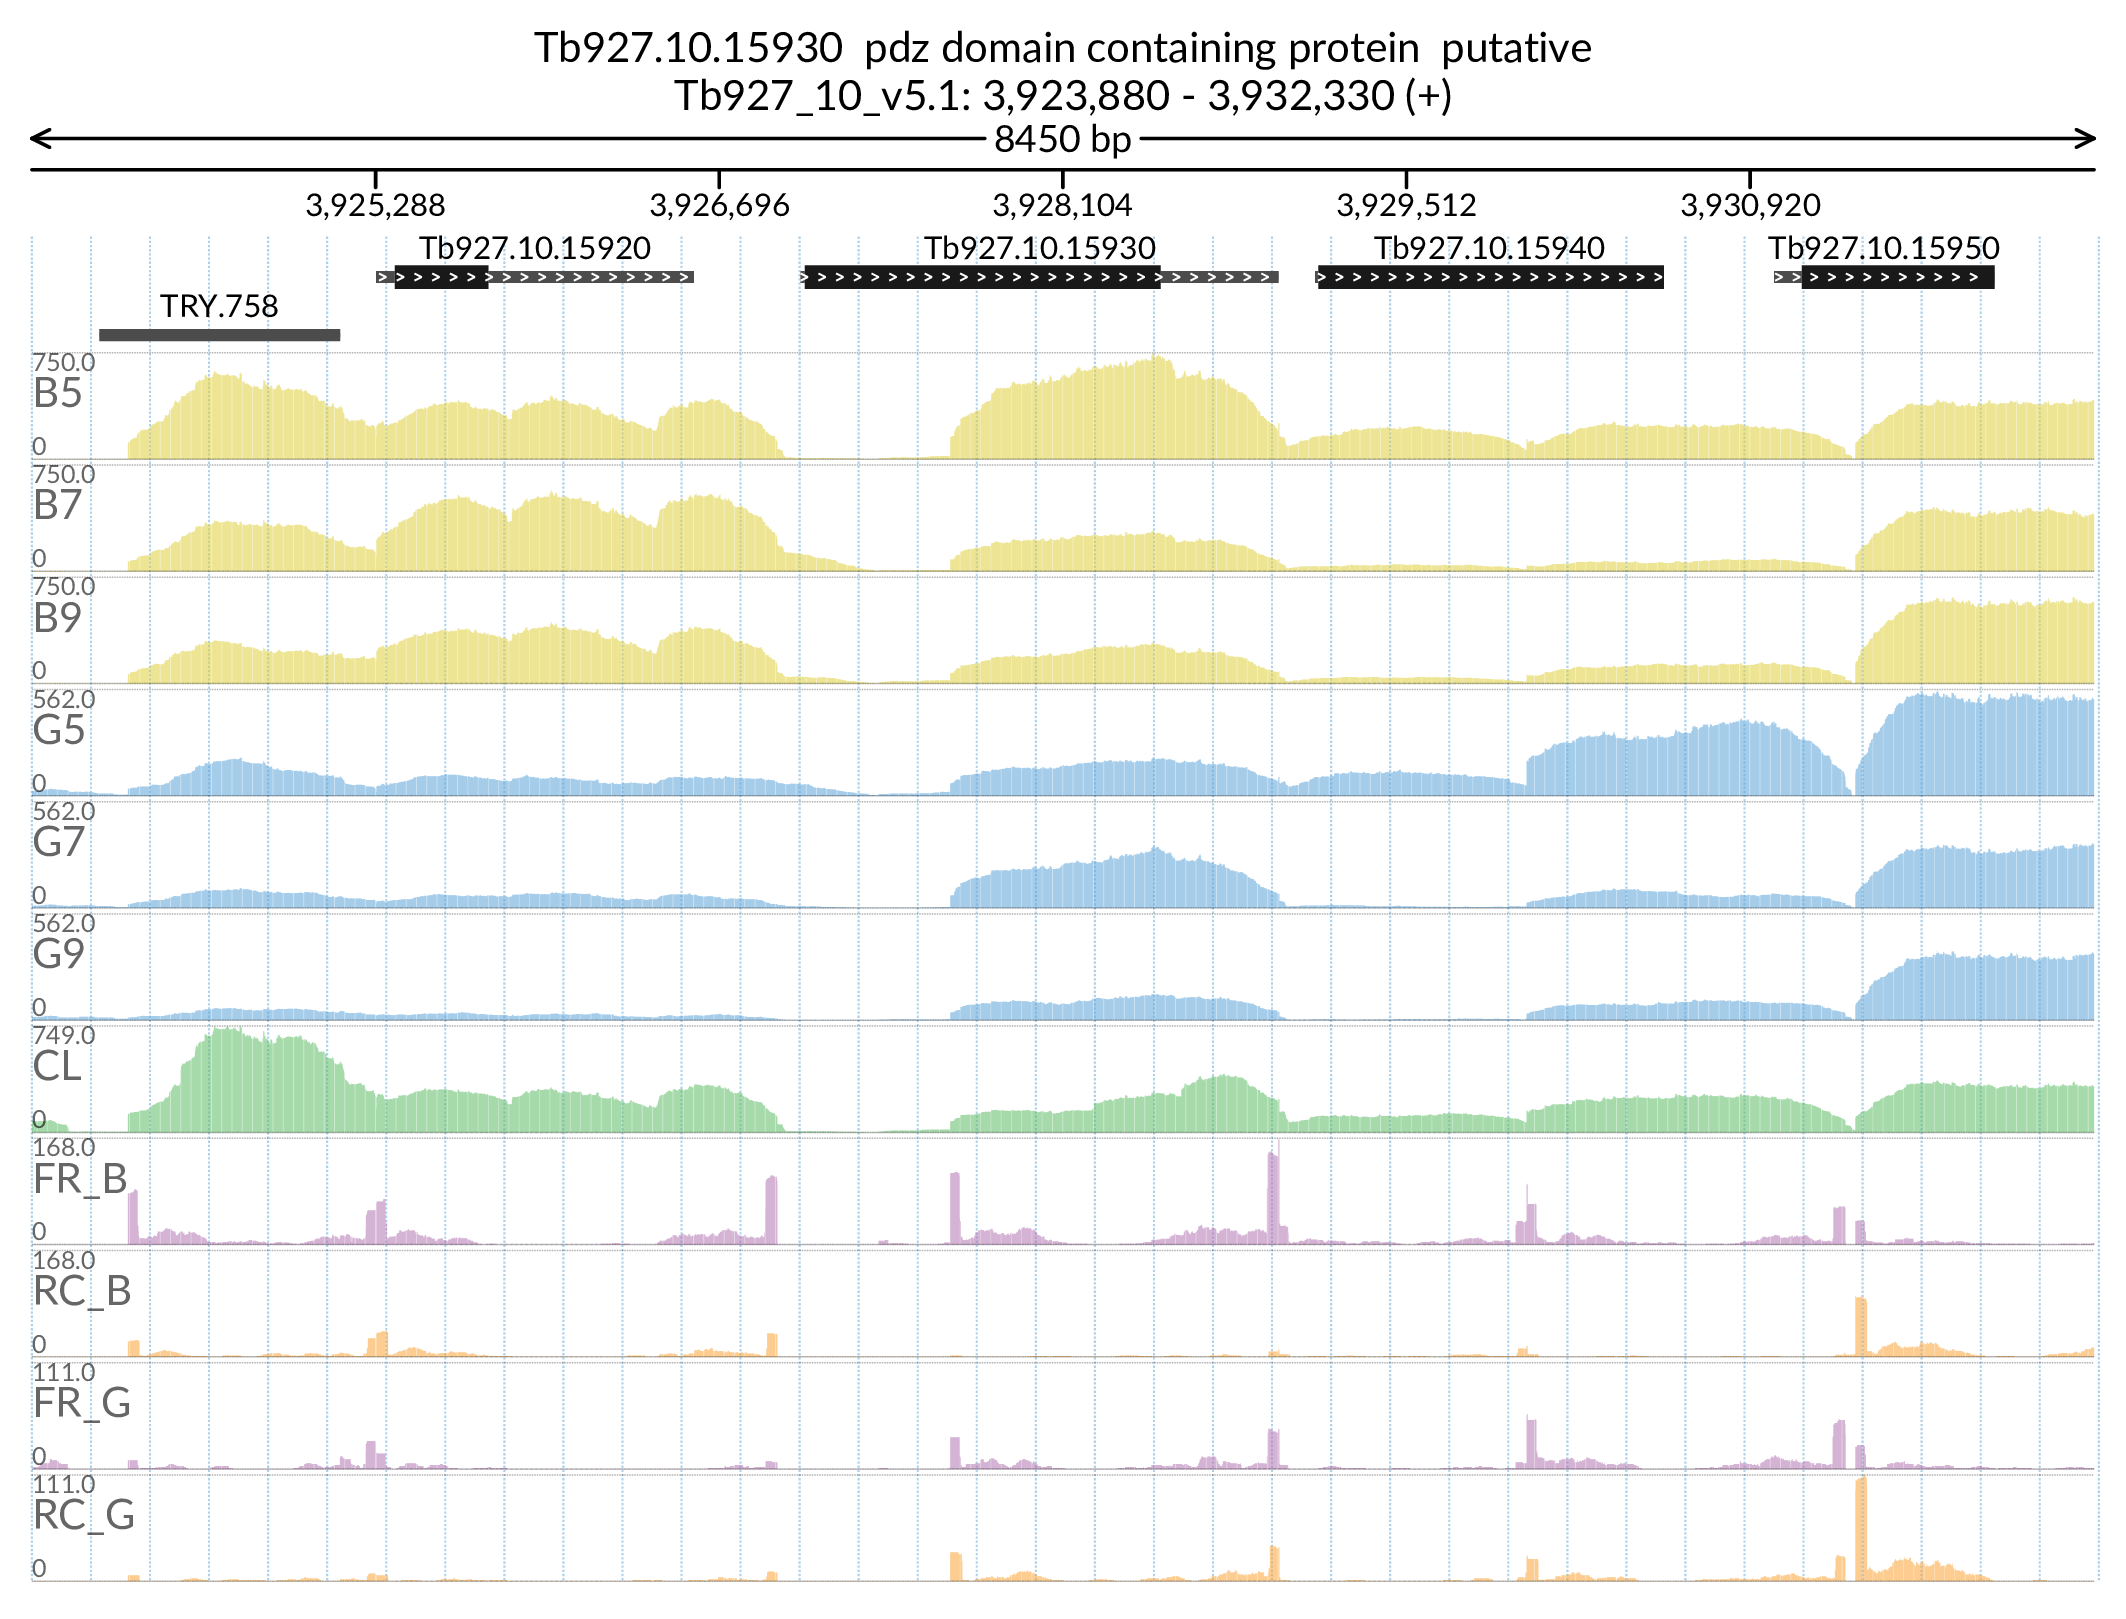 Tb927.10.15930 pdz domain containing protein putative
Tb927_10_v5.1: 3,923,880 - 3,932,330 (+)
8450 bp
3,925,288 3,926,696 3,928,104 3,929,512 3,930,920
Tb927.10.15920 Tb927.10.15930 Tb927.10.15940 Tb927.10.15950
TRY.758
750.0
B5
0
750.0
B7
0
750.0
B9
0
562.0
G5
0
562.0
G7
0
562.0
G9
0
749.0
CL
0
168.0
FR_B
0
168.0
RC_B
0
111.0
FR_G
0
111.0
RC_G
0